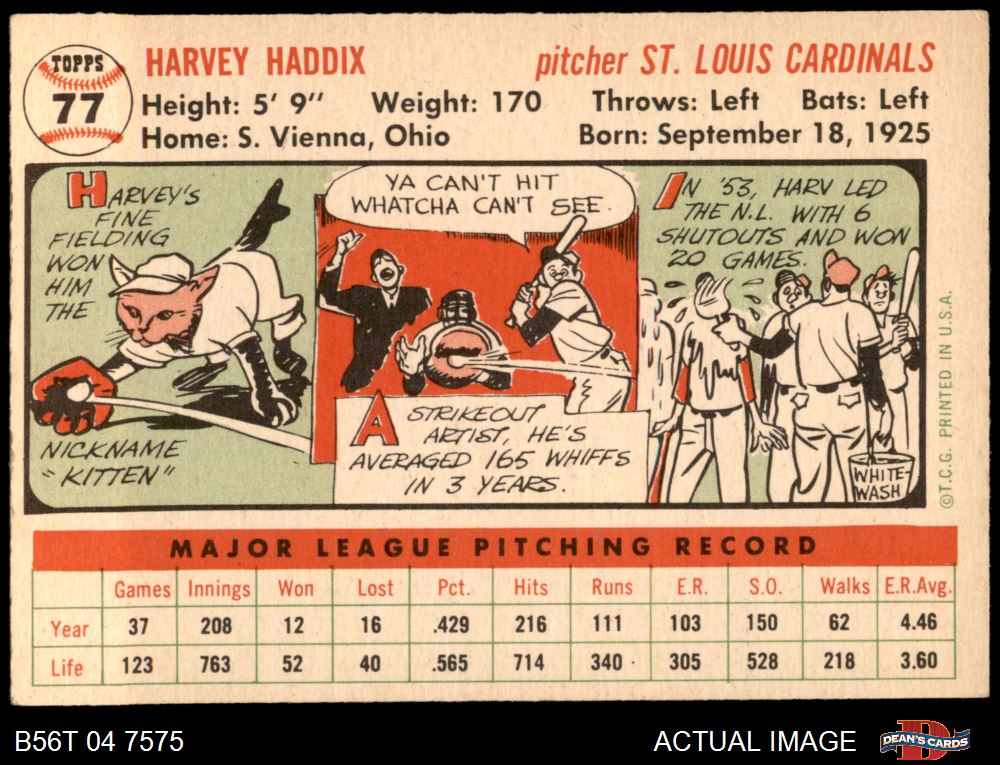 TOPPS
77
HARVEY HADDIX
pitcher ST. LOUIS CARDINALS
Height: 5' 9" Weight: 170 Throws: Left Bats: Left
Home: S. Vienna, Ohio Born: September 18, 1925
HARVEY'S
FINE
FIELDING
WON
HIM
THE
NICKNAME
"KITTEN"
YA CAN'T HIT
WHATCHA CAN'T SEE.
A STRIKEOUT
ARTIST, HE'S
AVERAGED 165 WHIFFS
IN 3 YEARS.
IN '53, HARV LED
THE N.L. WITH 6
SHUTOUTS AND WON
20 GAMES.
WHITE-
WASH
©T.C.G. PRINTED IN U.S.A.
MAJOR LEAGUE PITCHING RECORD
Games Innings Won Lost Pct. Hits Runs E.R. S.O. Walks E.R.Avg.
Year 37 208 12 16 .429 216 111 103 150 62 4.46
Life 123 763 52 40 .565 714 340 305 528 218 3.60
B56T 04 7575
ACTUAL IMAGE
D
DEAN'S CARDS